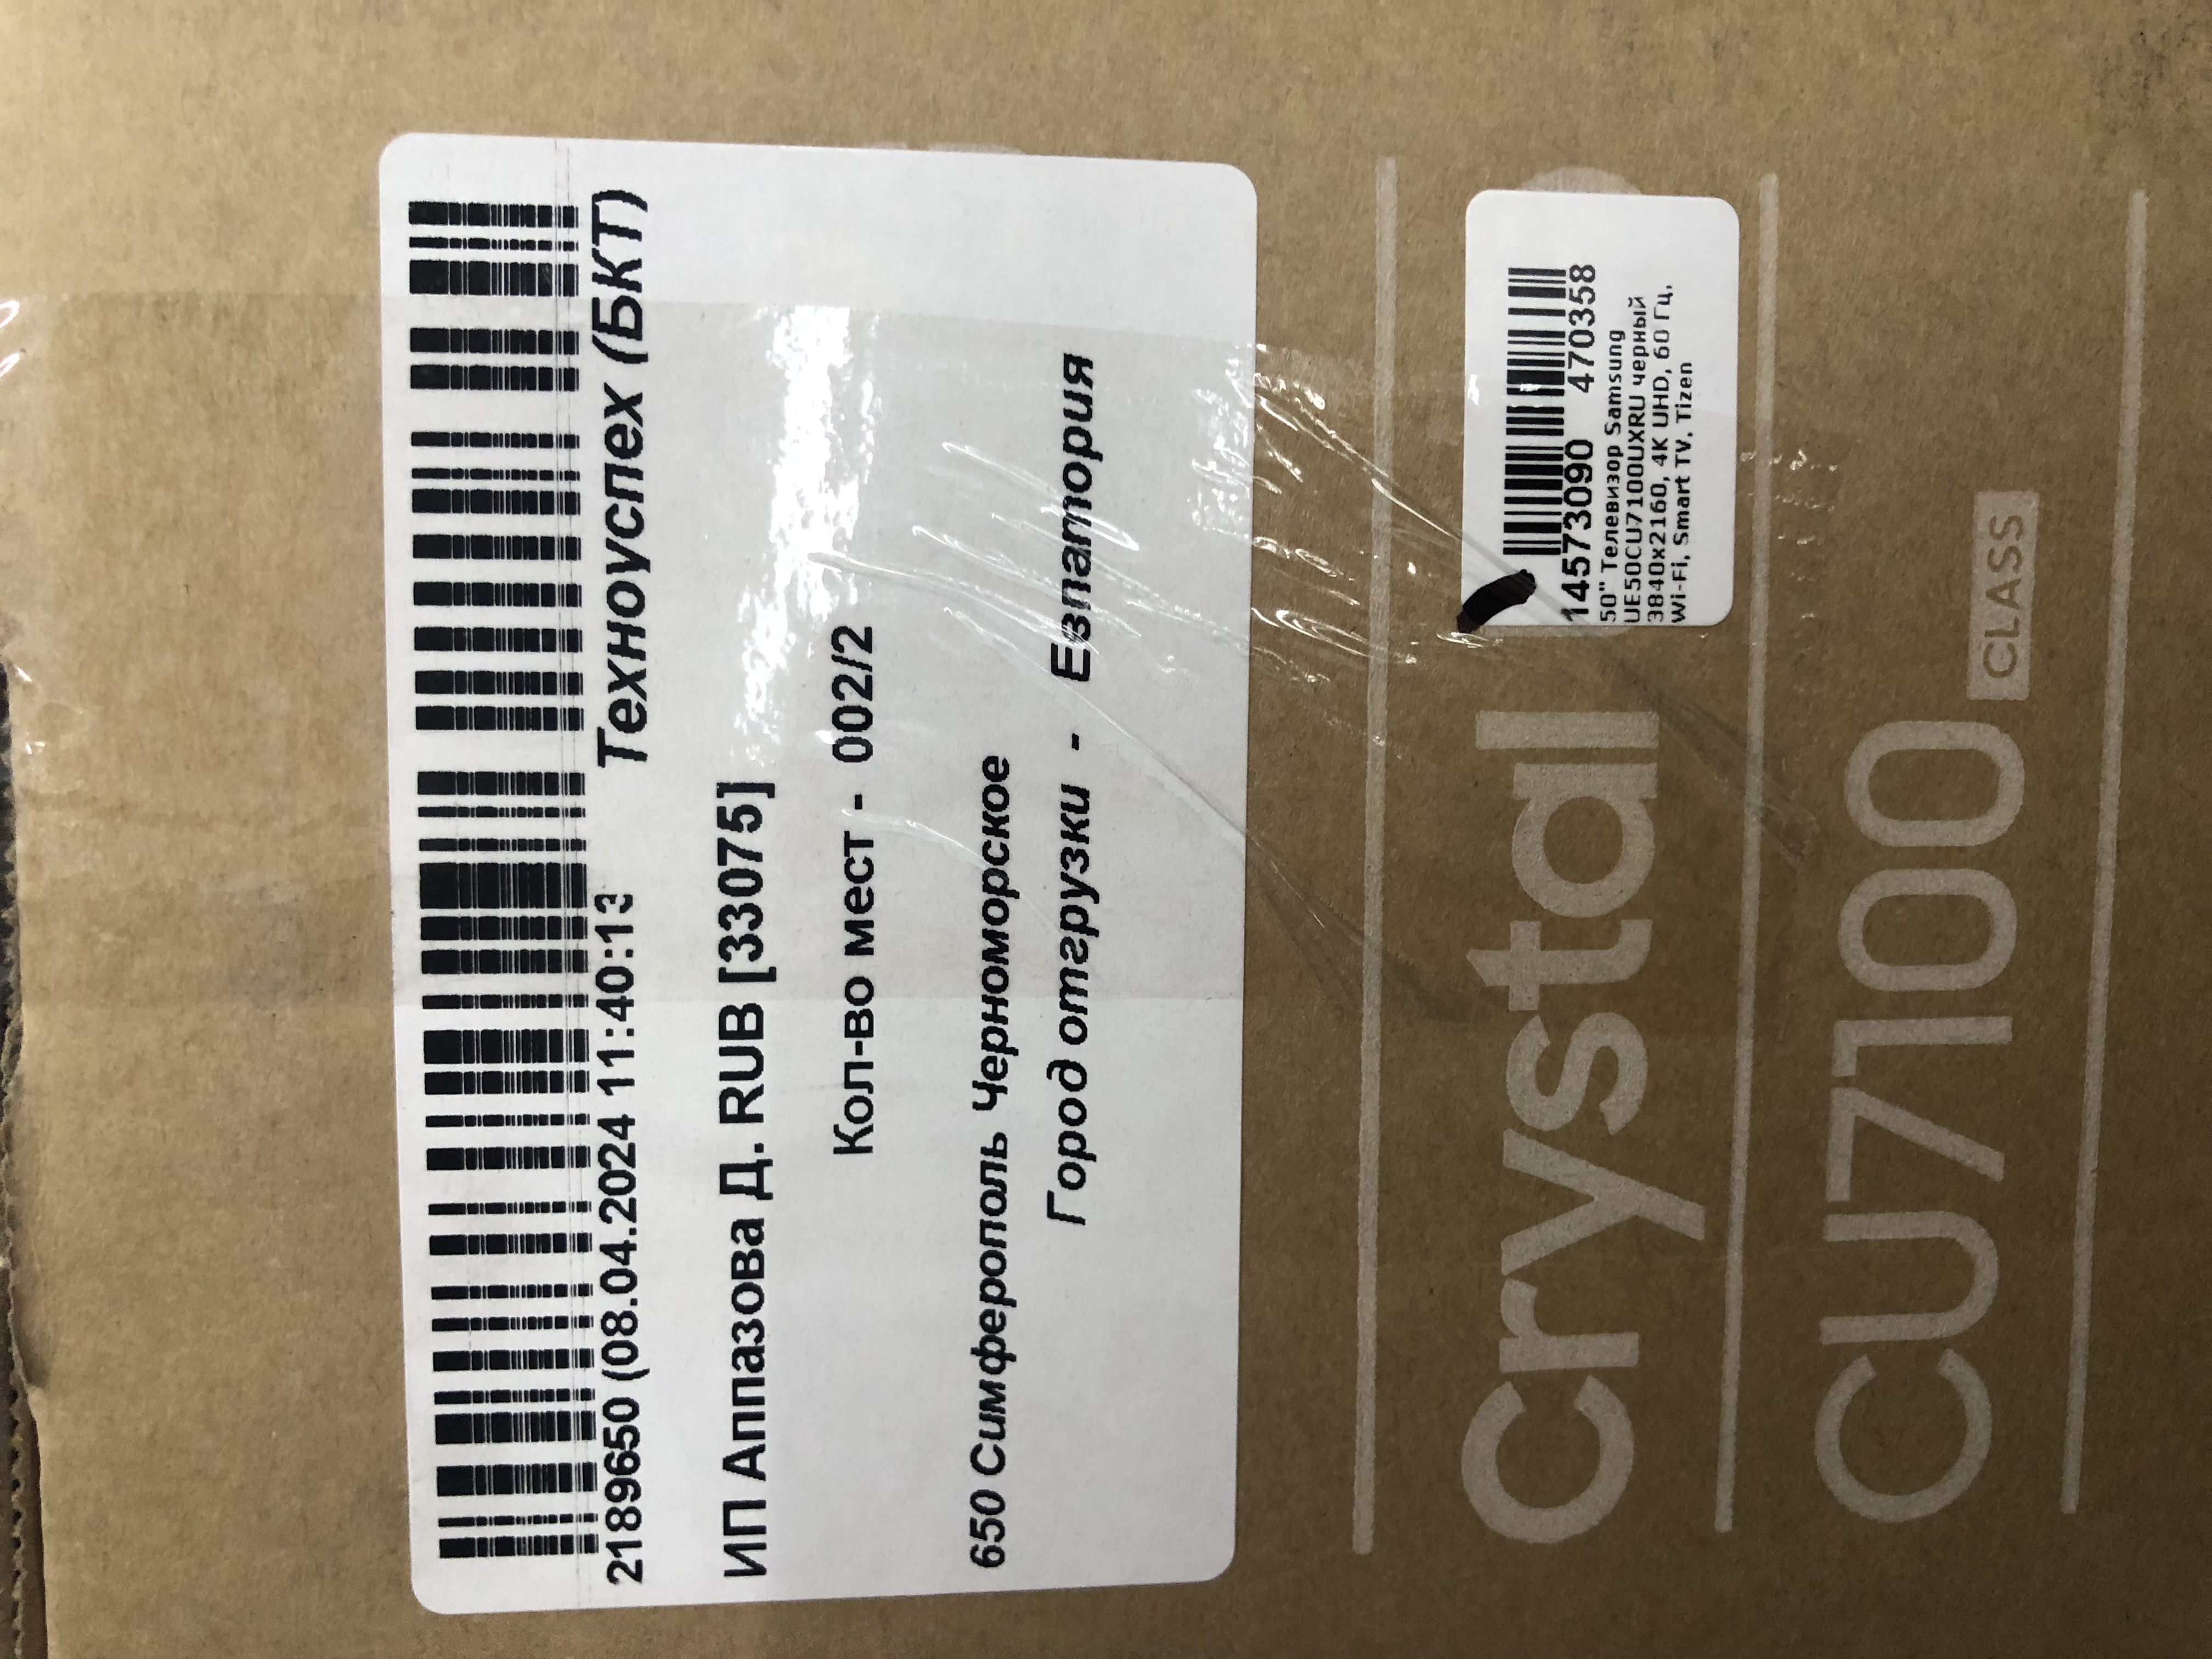 2189650 (08.04.2024 11:40:13 Техноуспех (БКТ)
ИП Аппазова Д. RUB [33075]
Кол-во мест - 002/2
650 Симферополь Черноморское
Город отгрузки - Евпатория
14573090 470358
50" Телевизор Samsung
UE50CU7100UXRU черный
3840x2160, 4K UHD, 60 Гц,
Wi-Fi, Smart TV, Tizen
Crystal
CU7100 CLASS